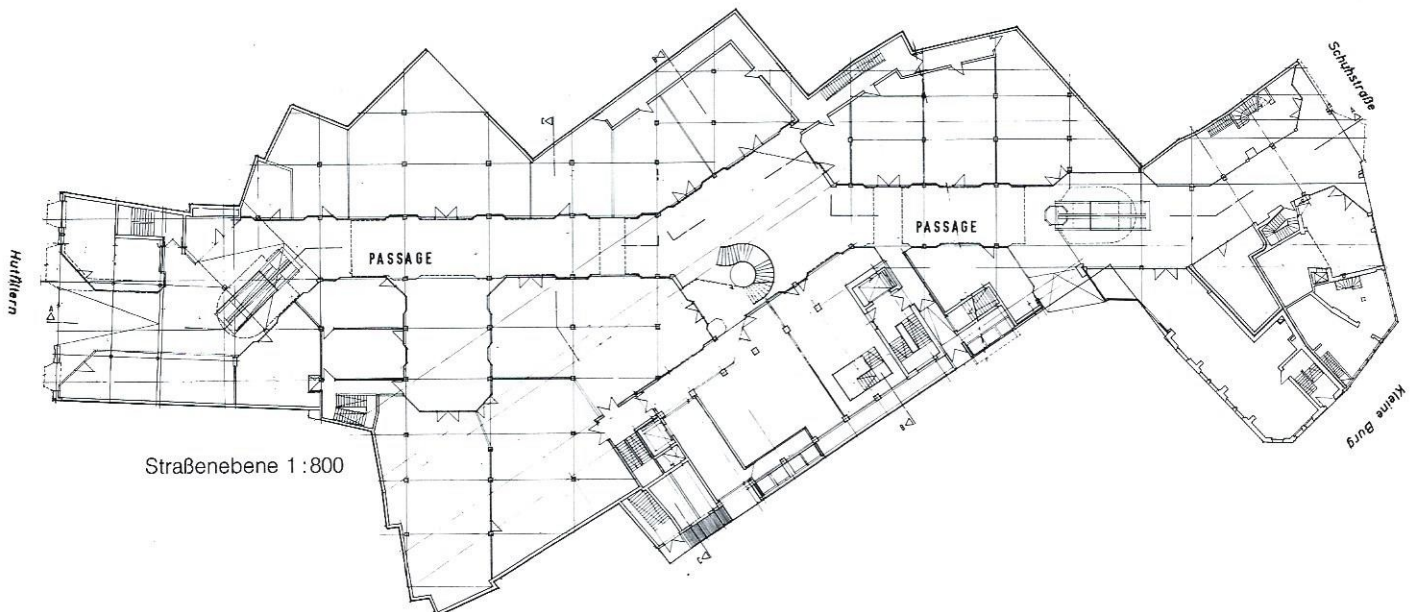 Schuhstraße
Hutfiltern
PASSAGE
PASSAGE
Kleine Burg
Straßenebene 1:800
A
A
B
B
C